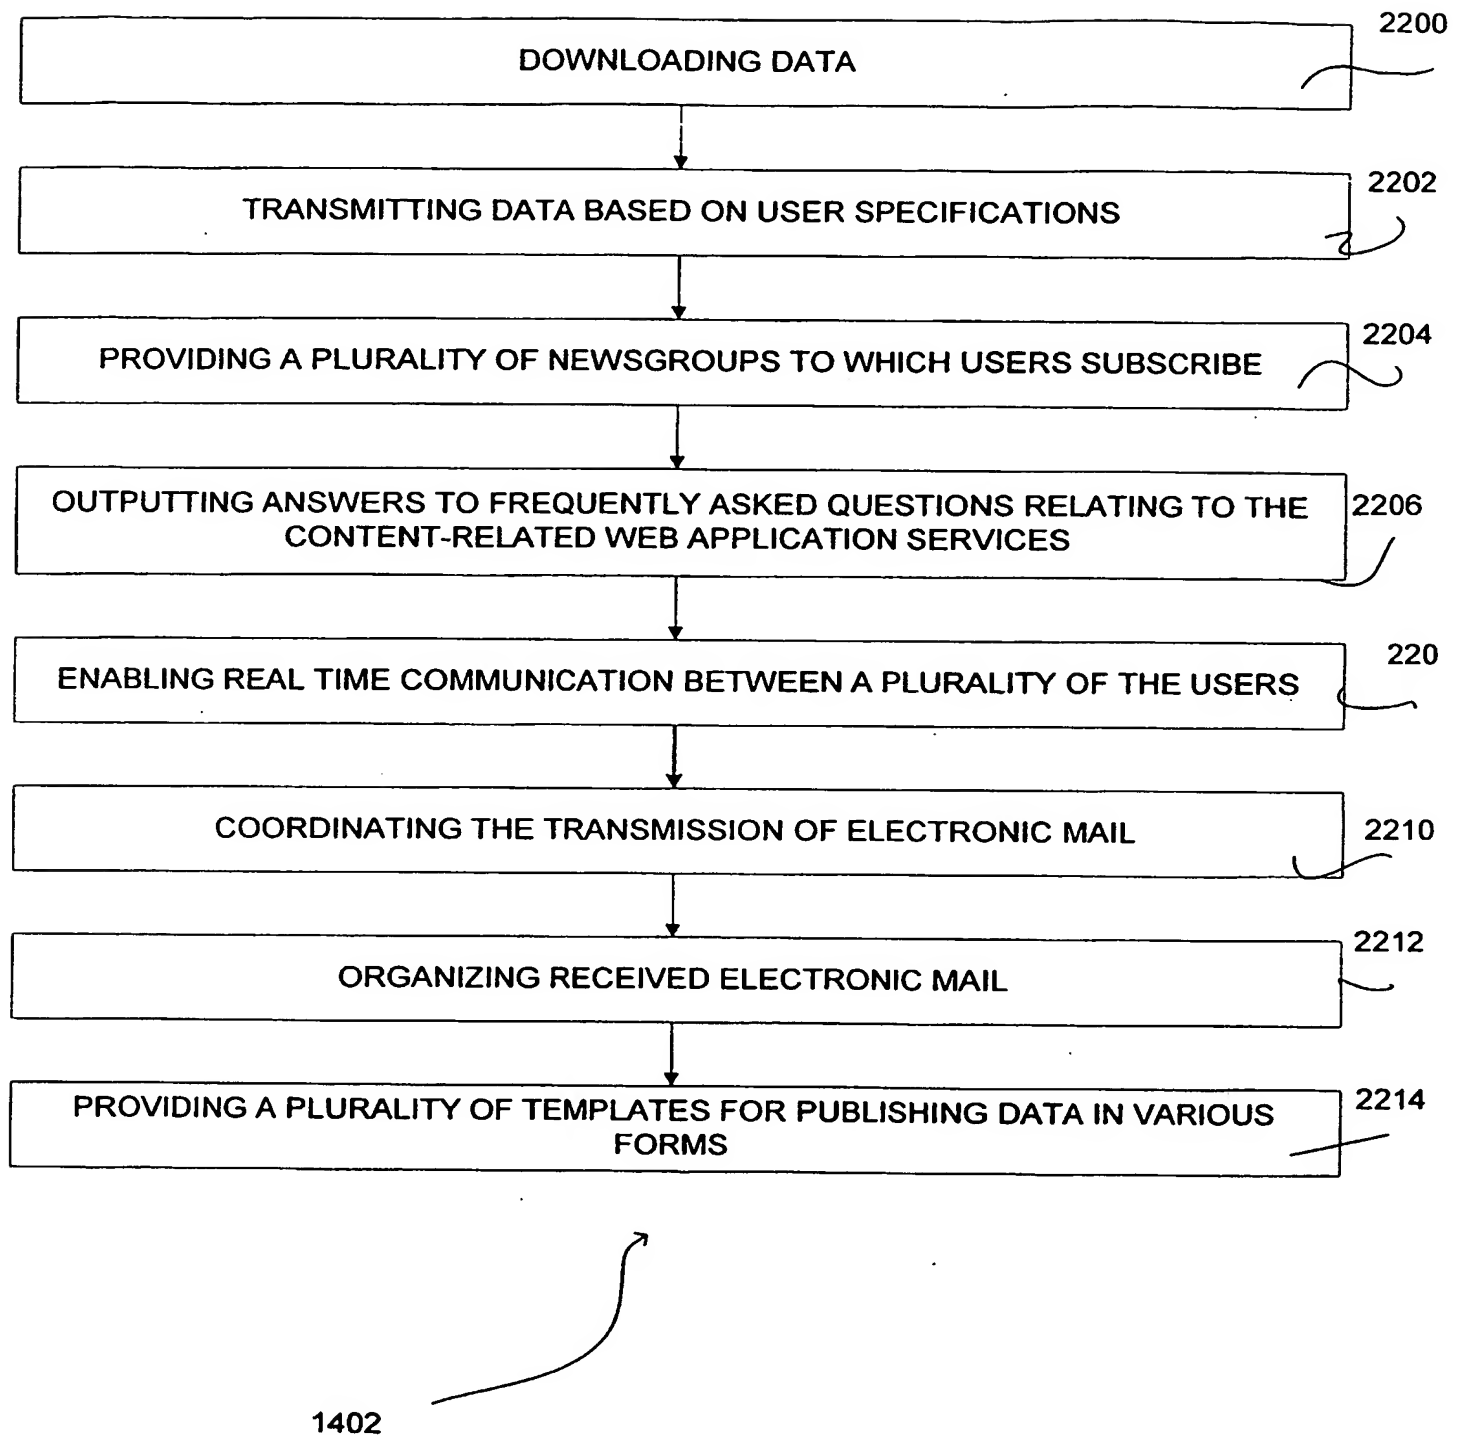 2200
DOWNLOADING DATA
2202
TRANSMITTING DATA BASED ON USER SPECIFICATIONS
2204
PROVIDING A PLURALITY OF NEWSGROUPS TO WHICH USERS SUBSCRIBE
2206
OUTPUTTING ANSWERS TO FREQUENTLY ASKED QUESTIONS RELATING TO THE
CONTENT-RELATED WEB APPLICATION SERVICES
220
ENABLING REAL TIME COMMUNICATION BETWEEN A PLURALITY OF THE USERS
2210
COORDINATING THE TRANSMISSION OF ELECTRONIC MAIL
2212
ORGANIZING RECEIVED ELECTRONIC MAIL
2214
PROVIDING A PLURALITY OF TEMPLATES FOR PUBLISHING DATA IN VARIOUS
FORMS
1402